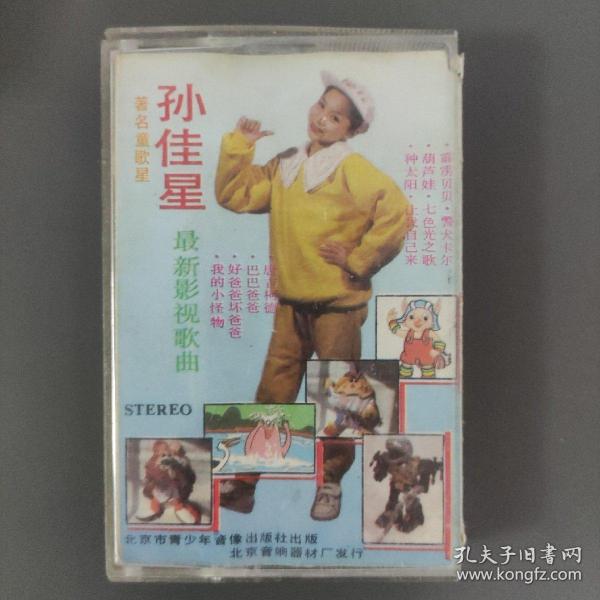 孙佳星
著名童歌星
最新影视歌曲
·霹雳贝贝·警犬卡尔
·葫芦娃·七色光之歌
·种太阳·让我自己来
巴巴爸爸
·好爸爸坏爸爸
·我的小怪物
STEREO
北京市青少年音像出版社出版
北京音响器材厂发行
孔夫子旧书网
www.kongfz.com